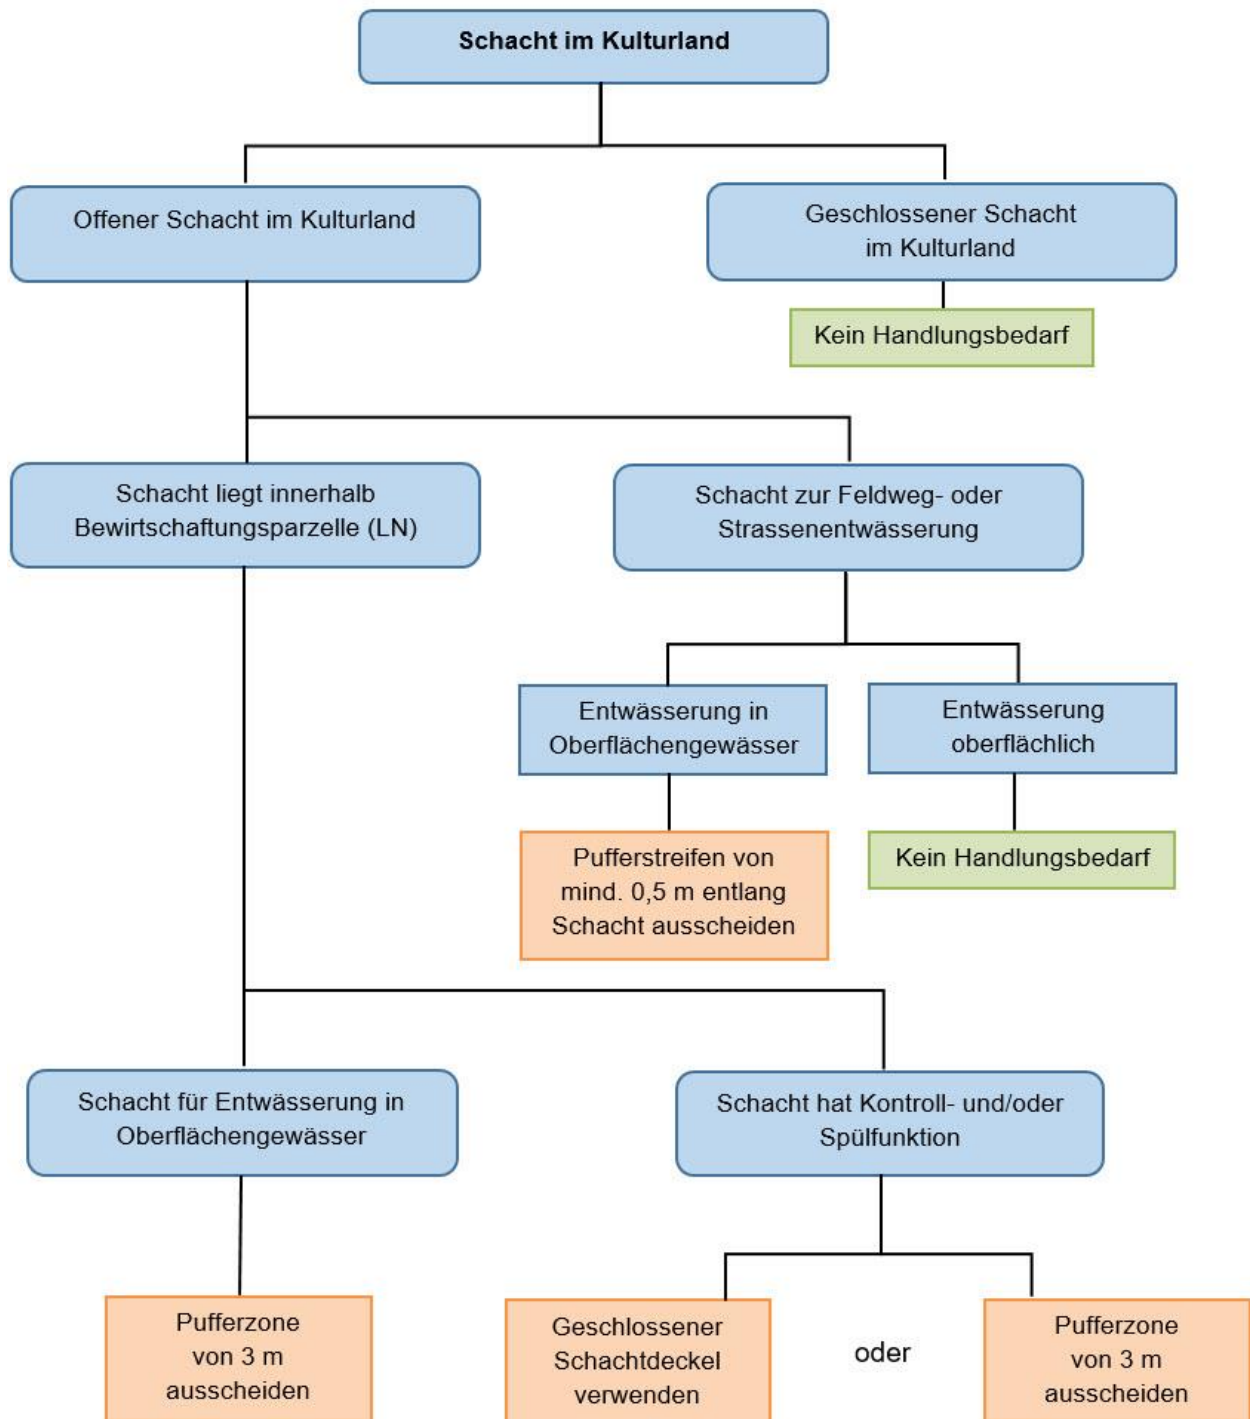 Schacht im Kulturland
Offener Schacht im Kulturland
Geschlossener Schacht
im Kulturland
Kein Handlungsbedarf
Schacht liegt innerhalb
Bewirtschaftungsparzelle (LN)
Schacht zur Feldweg- oder
Strassenentwässerung
Entwässerung in
Oberflächengewässer
Entwässerung
oberflächlich
Pufferstreifen von
mind. 0,5 m entlang
Schacht ausscheiden
Kein Handlungsbedarf
Schacht für Entwässerung in
Oberflächengewässer
Schacht hat Kontroll- und/oder
Spülfunktion
Pufferzone
von 3 m
ausscheiden
Geschlossener
Schachtdeckel
verwenden
oder
Pufferzone
von 3 m
ausscheiden